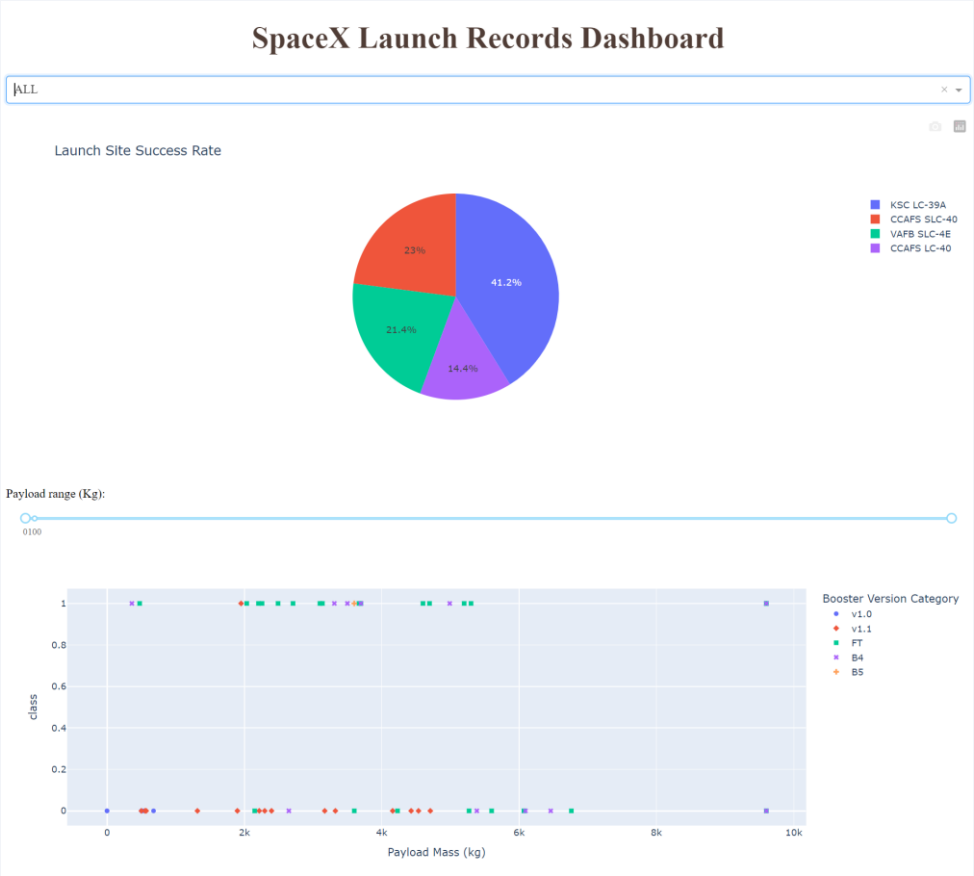 SpaceX Launch Records Dashboard
ALL
Launch Site Success Rate
KSC LC-39A
CCAFS SLC-40
VAFB SLC-4E
CCAFS LC-40
23%
41.2%
21.4%
14.4%
Payload range (Kg):
0100
Booster Version Category
v1.0
v1.1
FT
B4
B5
class
1
0.8
0.6
0.4
0.2
0
0 2k 4k 6k 8k 10k
Payload Mass (kg)